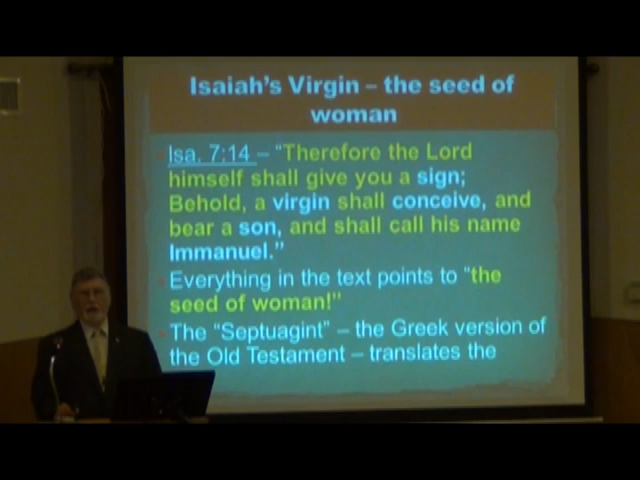 Isaiah's Virgin – the seed of
woman
Isa. 7:14 – "Therefore the Lord
himself shall give you a sign;
Behold, a virgin shall conceive, and
bear a son, and shall call his name
Immanuel."
Everything in the text points to "the
seed of woman!"
The "Septuagint" – the Greek version of
the Old Testament – translates the